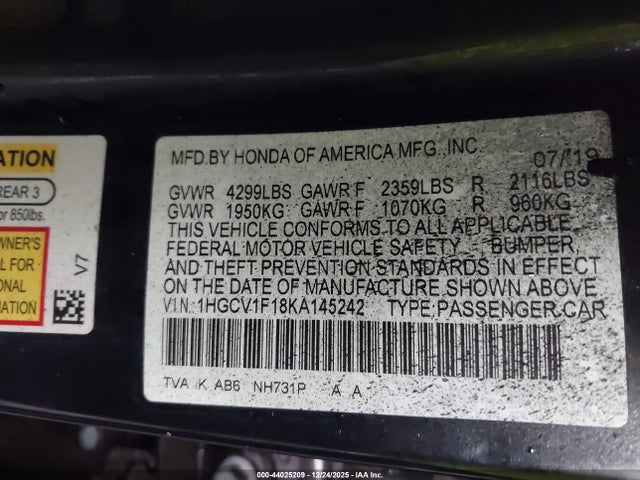 ATION
REAR 3
or 850lbs.
WNER'S
L FOR
ONAL
MATION
V7
MFD.BY HONDA OF AMERICA MFG.,INC. 07/'19
GVWR 4299LBS GAWR F 2359LBS R 2116LBS
GVWR 1950KG GAWR F 1070KG R 960KG
THIS VEHICLE CONFORMS TO ALL APPLICABLE
FEDERAL MOTOR VEHICLE SAFETY, BUMPER,
AND THEFT PREVENTION STANDARDS IN EFFECT
ON THE DATE OF MANUFACTURE SHOWN ABOVE.
V.I.N.:1HGCV1F18KA145242 TYPE:PASSENGER CAR
TVA K AB6 NH731P A A
000-44025209 - 12/24/2025 - IAA Inc.